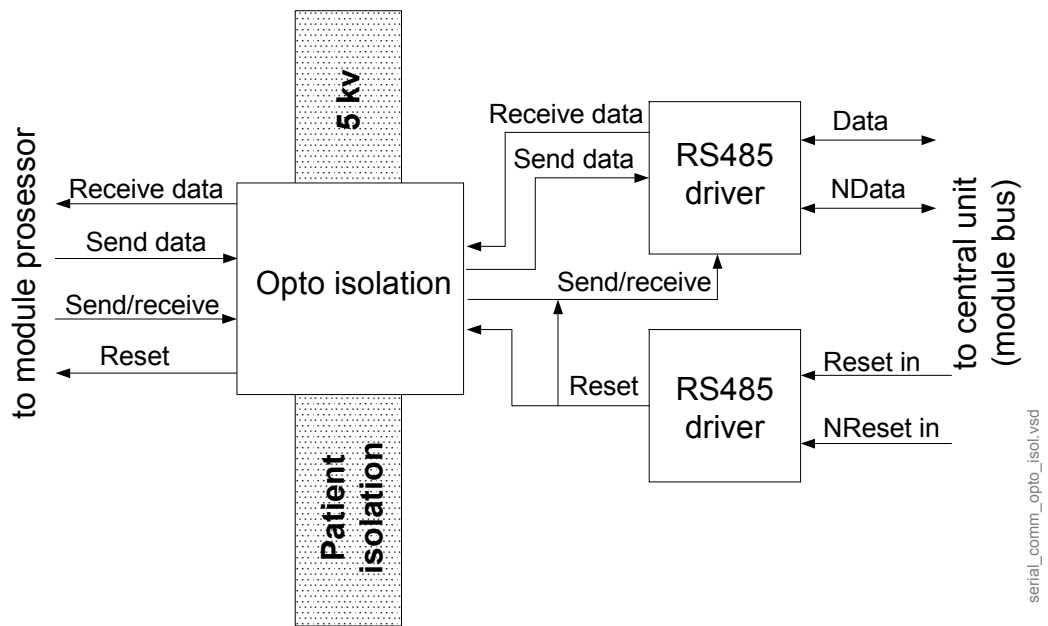 5 kv
to module prosessor
Receive data
Send data
Send/receive
Reset
Opto isolation
Patient
isolation
Receive data
Send data
Send/receive
Reset
RS485
driver
RS485
driver
Data
NData
Reset in
NReset in
to central unit
(module bus)
serial_comm_opto_isol.vsd